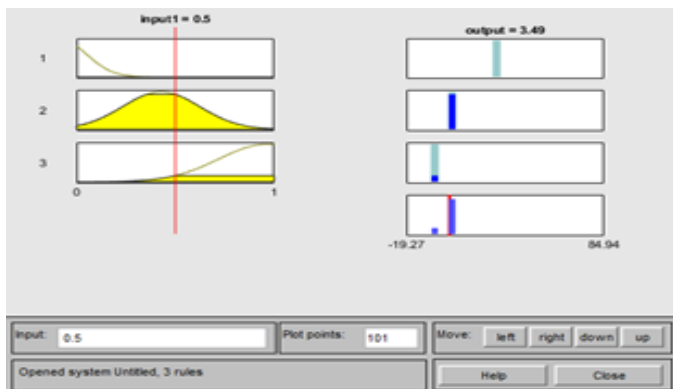 input1 = 0.5
output = 3.49
1
2
3
0 1
-19.27 84.94
Input: 0.5 Plot points: 101 Move: left right down up
Opened system Untitled, 3 rules
Help Close